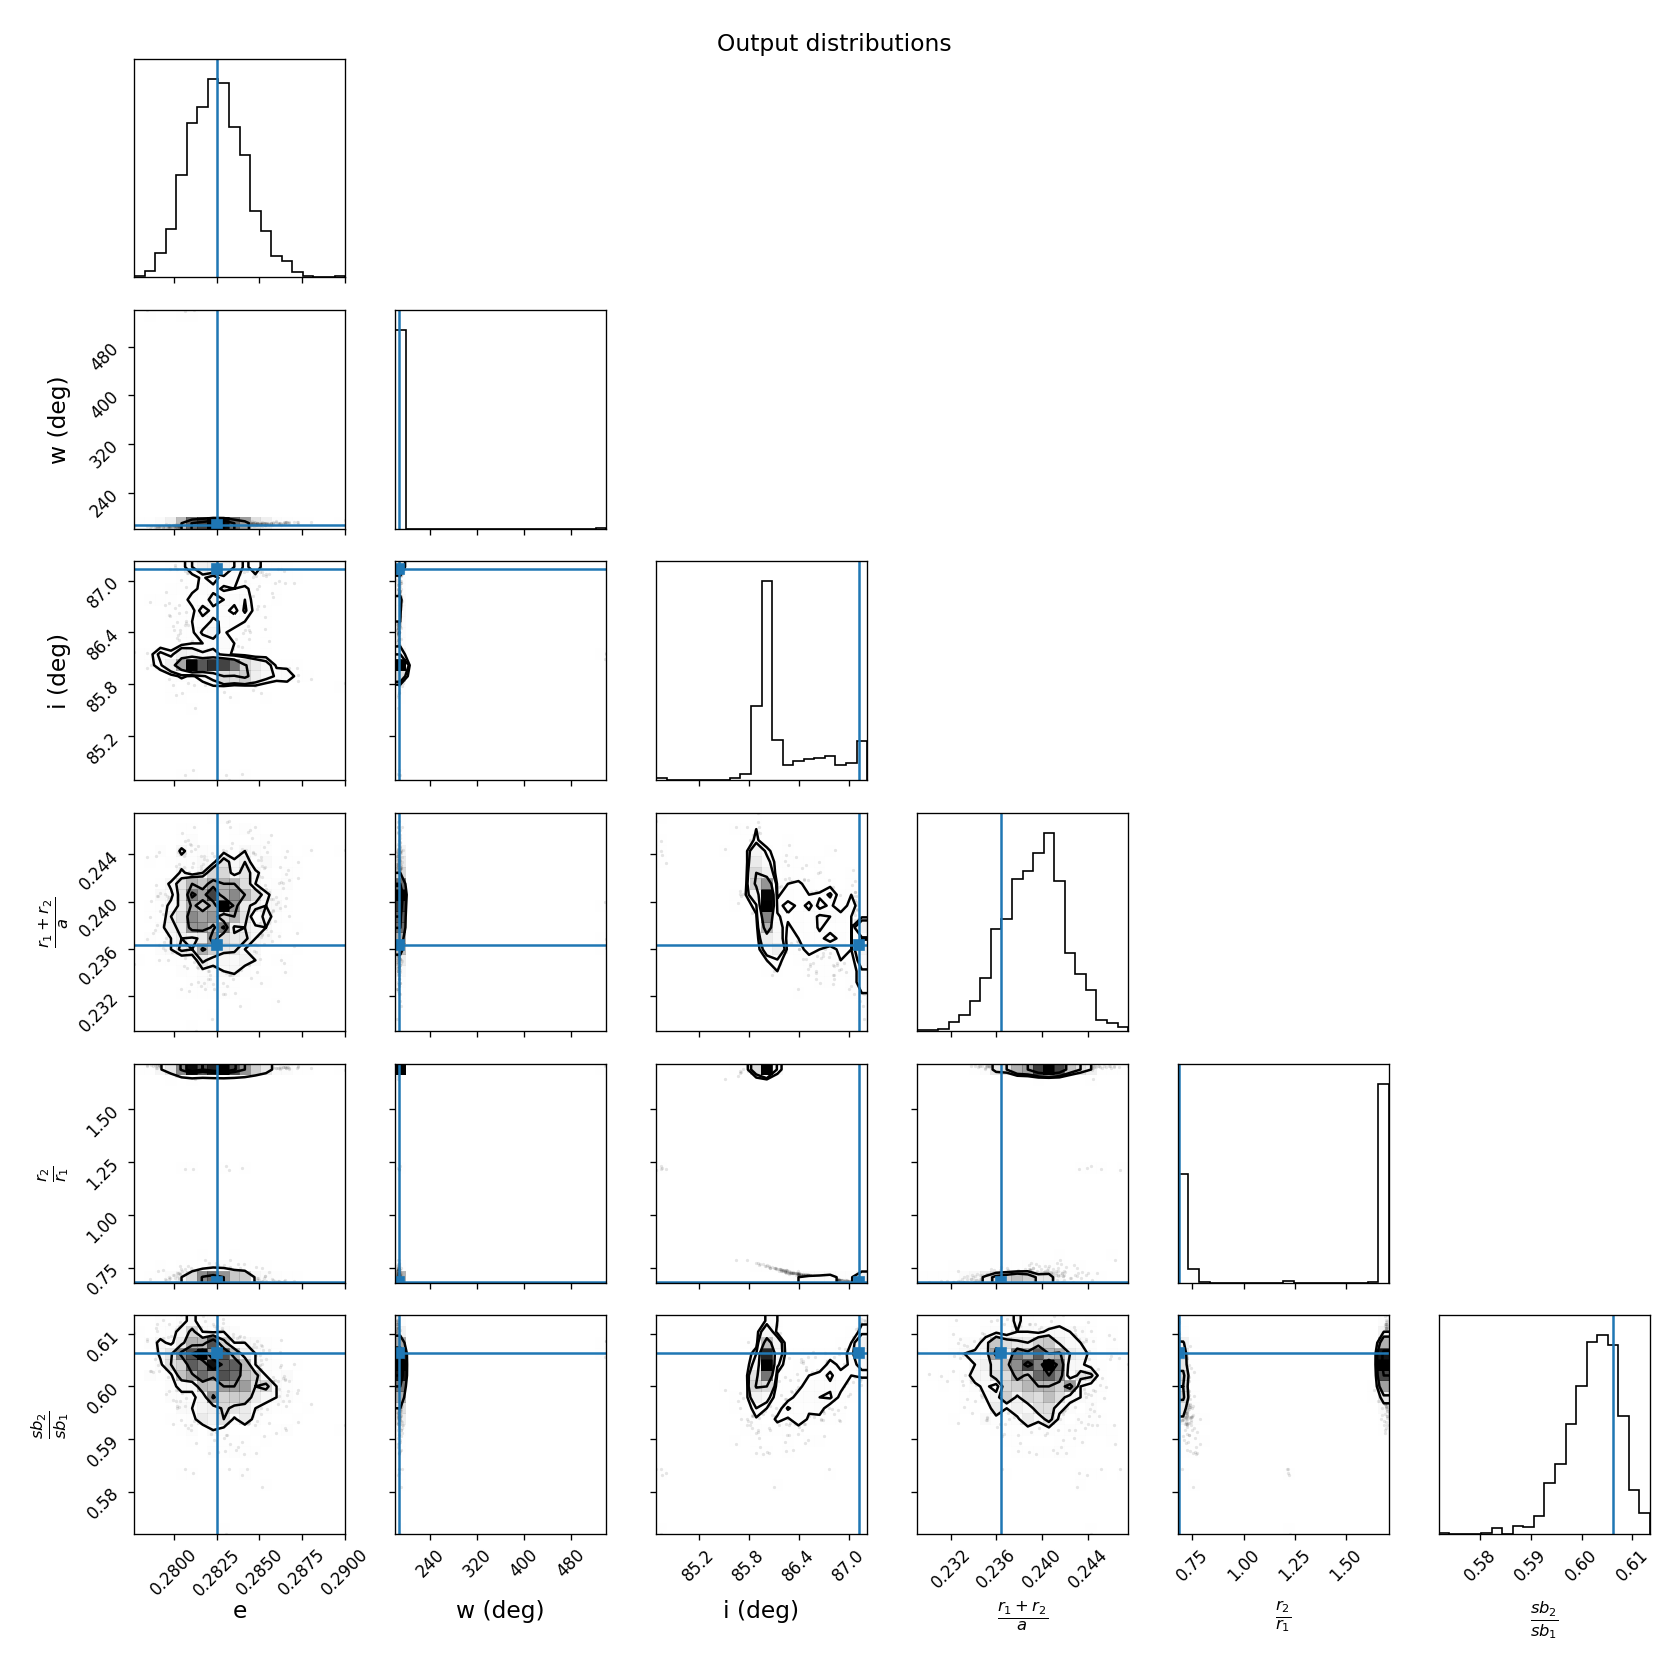 Output distributions
w (deg)
480
400
320
240
i (deg)
87.0
86.4
85.8
85.2
r₁ + r₂
a
0.244
0.240
0.236
0.232
r₂
r₁
1.50
1.25
1.00
0.75
sb₂
sb₁
0.61
0.60
0.59
0.58
0.2800 0.2825 0.2850 0.2875 0.2900 240 320 400 480 85.2 85.8 86.4 87.0 0.232 0.236 0.240 0.244 0.75 1.00 1.25 1.50 0.58 0.59 0.60 0.61
e w (deg) i (deg) r₁ + r₂ r₂ sb₂
a r₁ sb₁